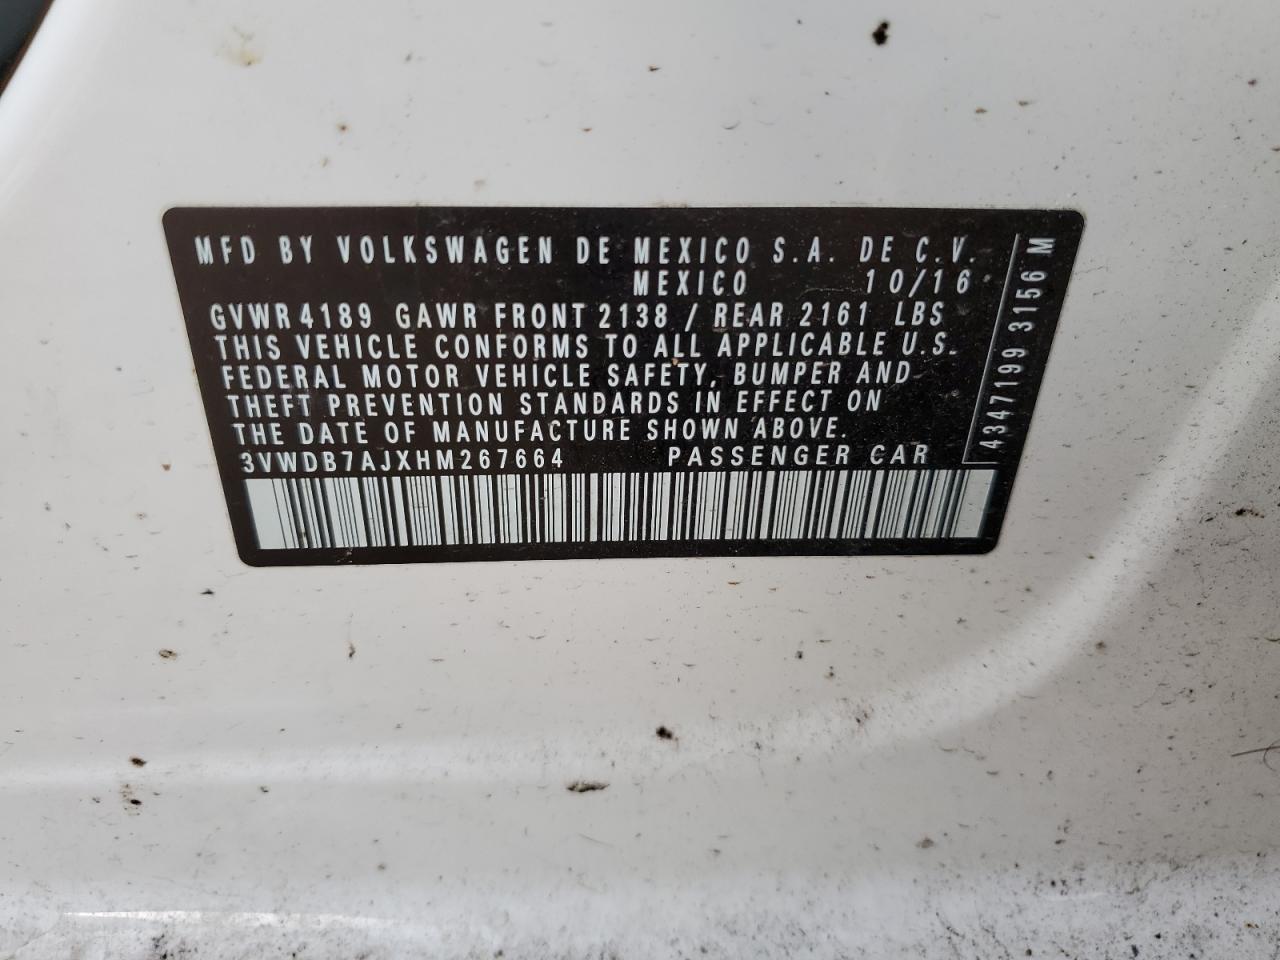 MFD BY VOLKSWAGEN DE MEXICO S.A. DE C.V.
MEXICO 10/16
GVWR 4189 GAWR FRONT 2138 / REAR 2161 LBS
THIS VEHICLE CONFORMS TO ALL APPLICABLE U.S.
FEDERAL MOTOR VEHICLE SAFETY, BUMPER AND
THEFT PREVENTION STANDARDS IN EFFECT ON
THE DATE OF MANUFACTURE SHOWN ABOVE.
3VWDB7AJXHM267664 PASSENGER CAR
4347199 3156 M